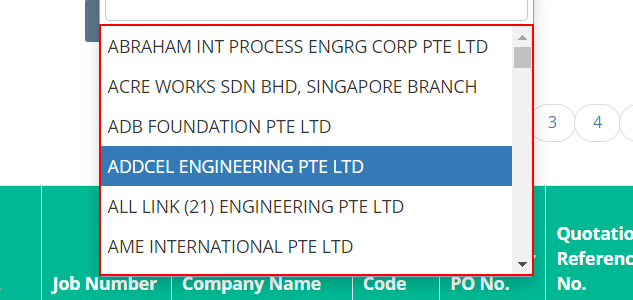 ABRAHAM INT PROCESS ENGRG CORP PTE LTD
ACRE WORKS SDN BHD, SINGAPORE BRANCH
ADB FOUNDATION PTE LTD
3 4
ADDCEL ENGINEERING PTE LTD
ALL LINK (21) ENGINEERING PTE LTD
AME INTERNATIONAL PTE LTD
Job Number
Company Name
Code
PO No.
Quotatio
Referenc
No.